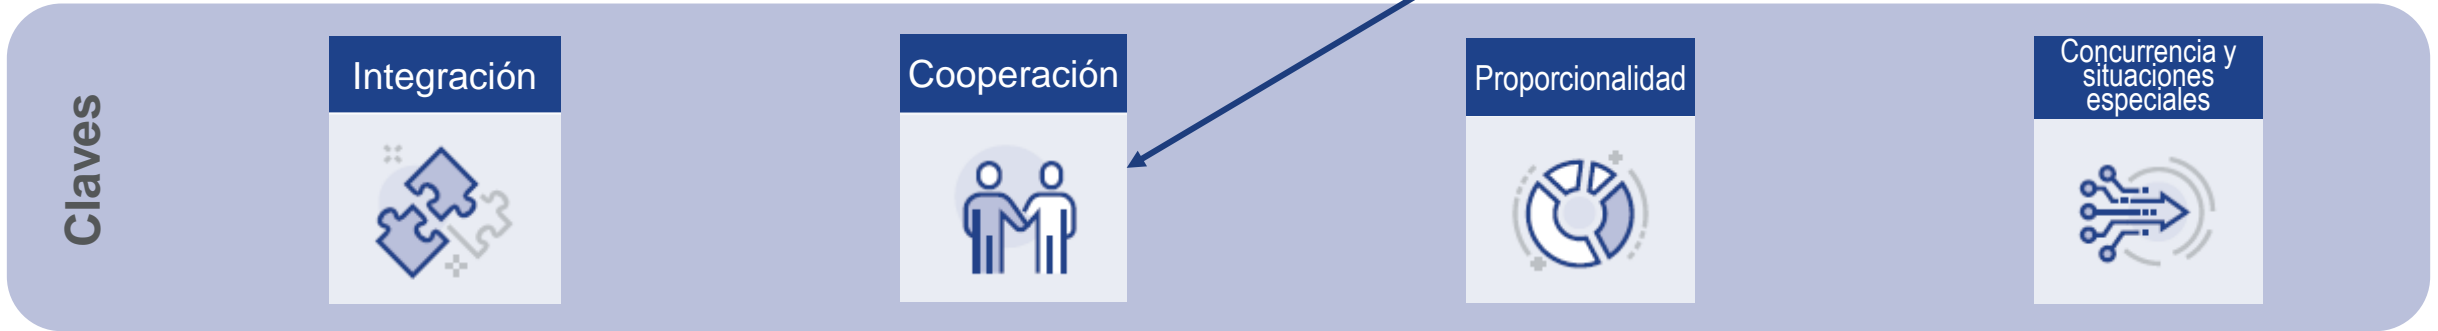 Claves
Integración
Cooperación
Proporcionalidad
Concurrencia y
situaciones
especiales